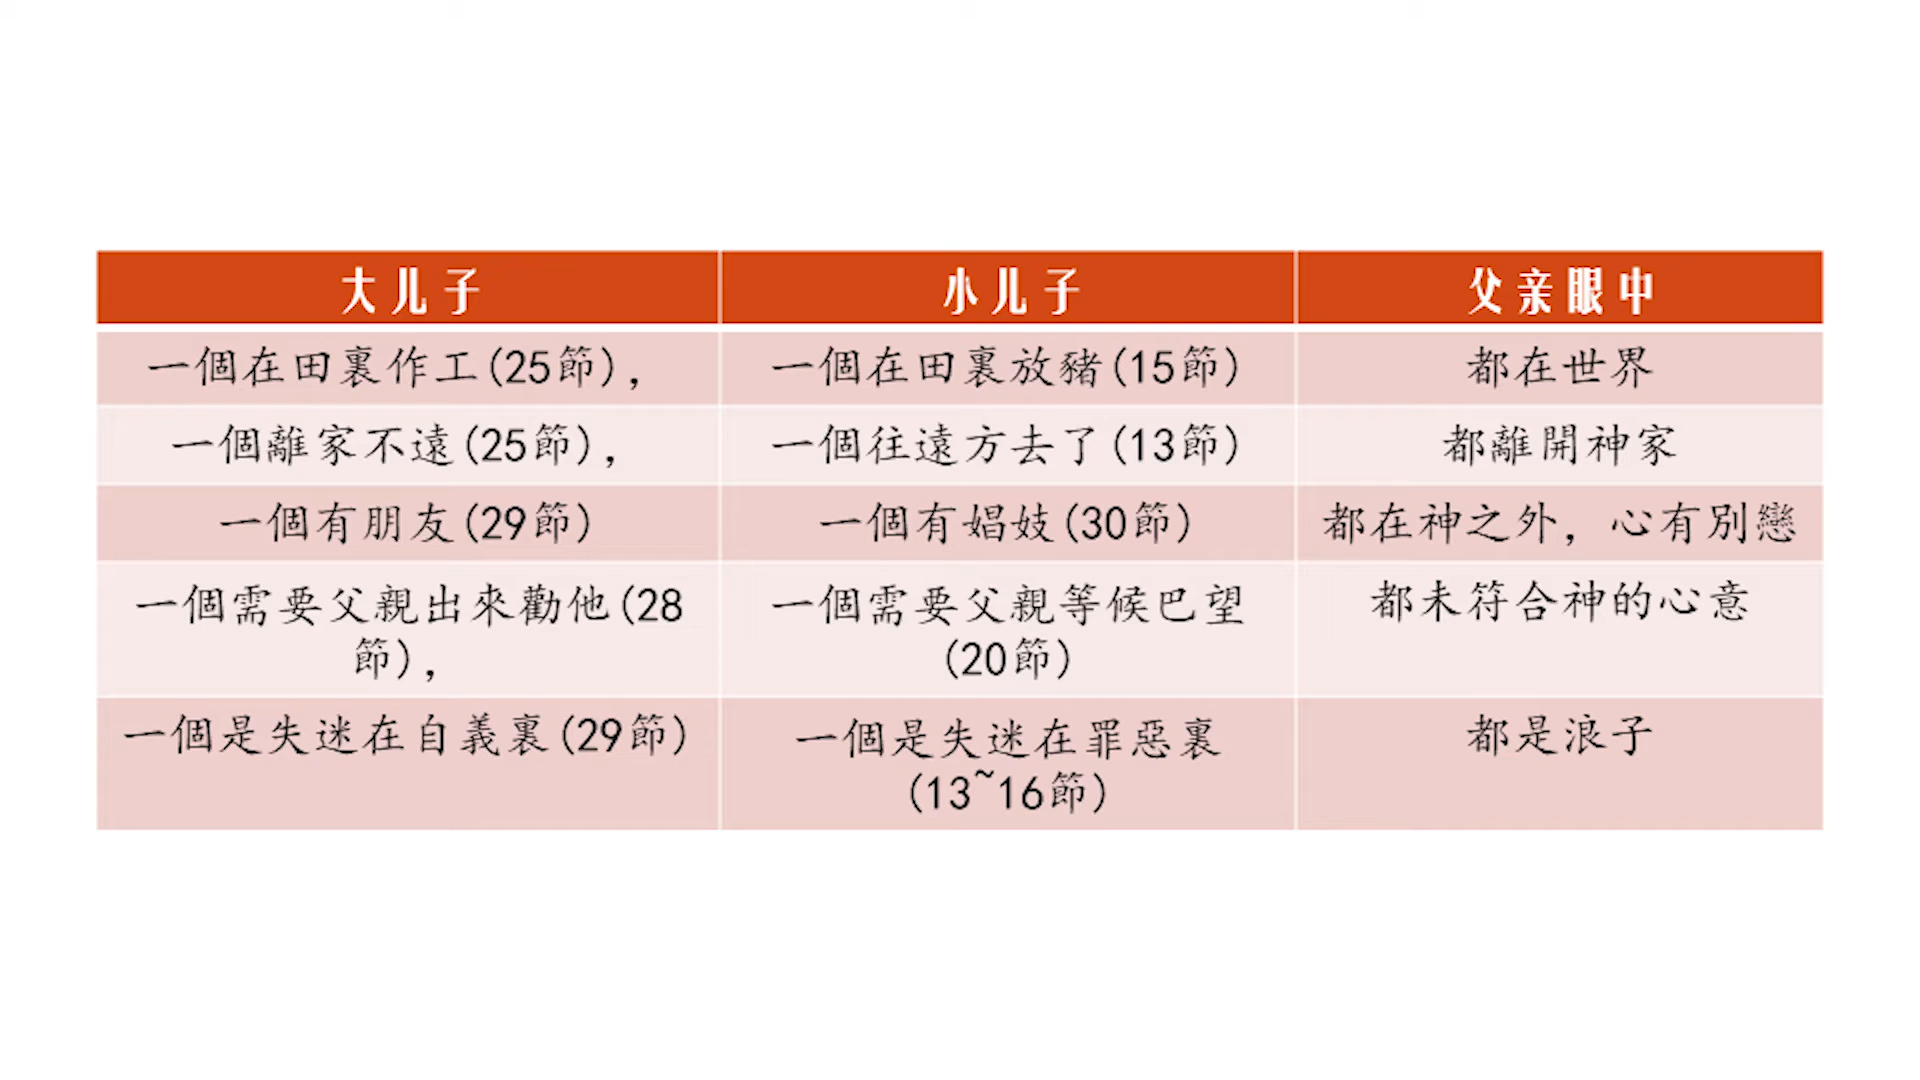 大儿子 小儿子 父亲眼中
一個在田裏作工(25節), 一個在田裏放豬(15節) 都在世界
一個離家不遠(25節), 一個往遠方去了(13節) 都離開神家
一個有朋友(29節) 一個有娼妓(30節) 都在神之外，心有別戀
一個需要父親出來勸他(28
節),
一個需要父親等候巴望
(20節)
都未符合神的心意
一個是失迷在自義裏(29節)
一個是失迷在罪惡裏
(13~16節)
都是浪子